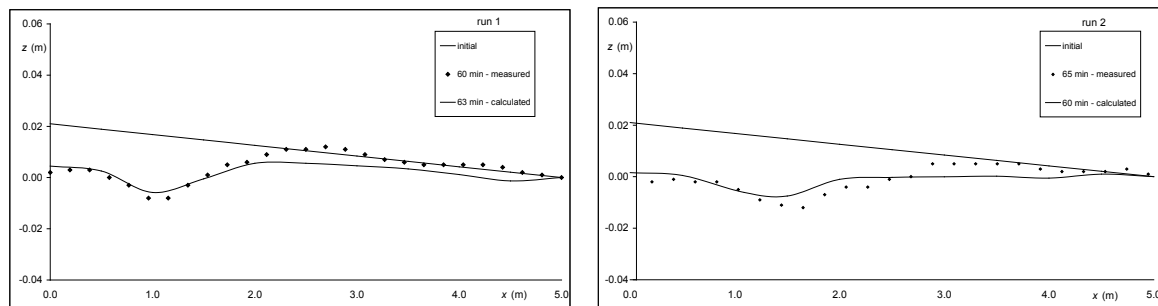 0.06
run 1
z (m)
initial
60 min - measured
63 min - calculated
0.04
0.02
0.00
-0.02
-0.04
0.0
1.0
2.0
3.0
4.0
5.0
x (m)
0.06
run 2
z (m)
initial
65 min - measured
60 min - calculated
0.04
0.02
0.00
-0.02
-0.04
0.0
1.0
2.0
3.0
4.0
5.0
x (m)